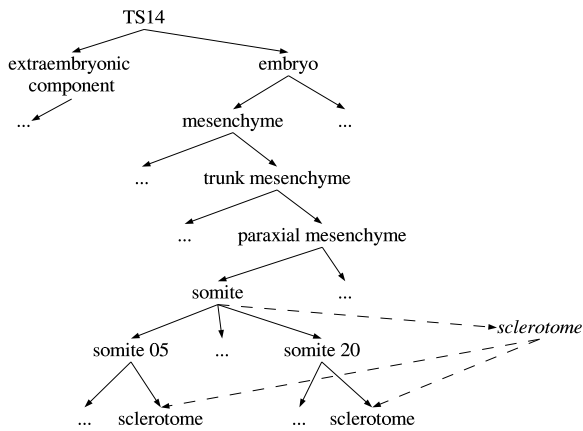 TS14
extraembryonic
component
embryo
...
mesenchyme
...
...
trunk mesenchyme
...
paraxial mesenchyme
somite
...
sclerotome
somite 05
...
somite 20
...
sclerotome
...
sclerotome